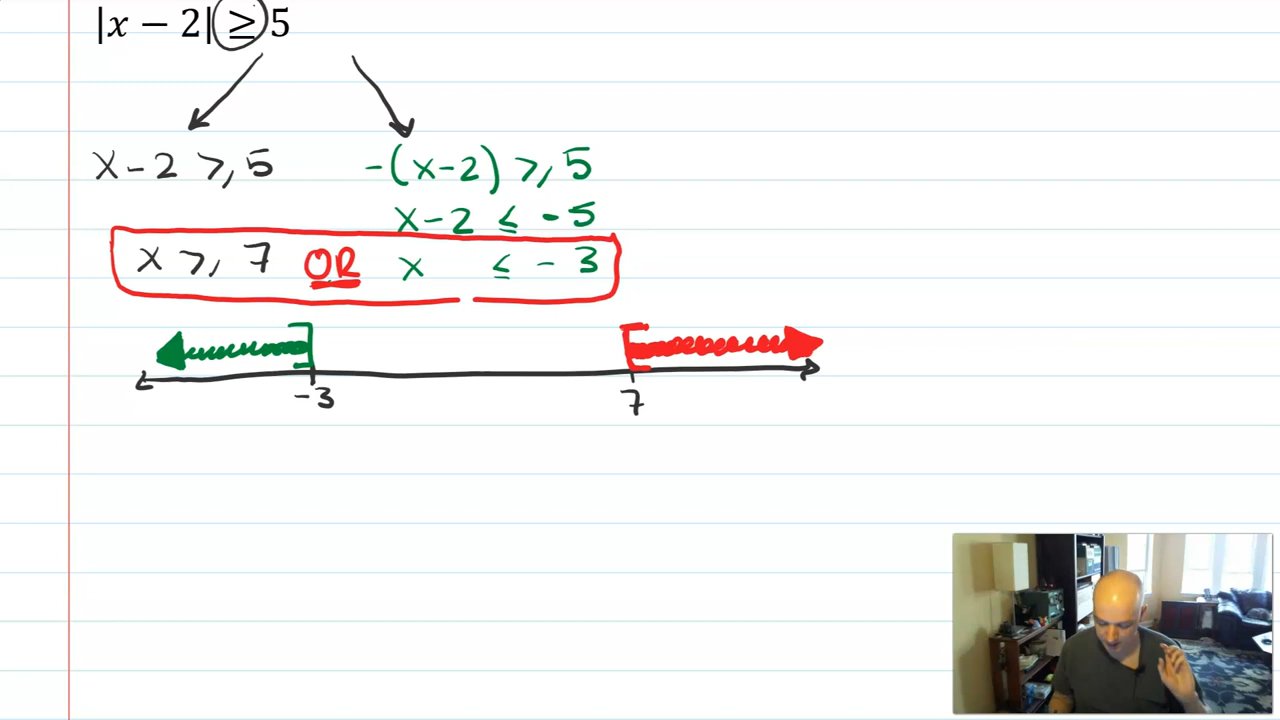 |x − 2| ≥ 5
x-2 ≥ 5 -(x-2) ≥ 5
x-2 ≤ -5
x ≥ 7 OR x ≤ -3
-3 7